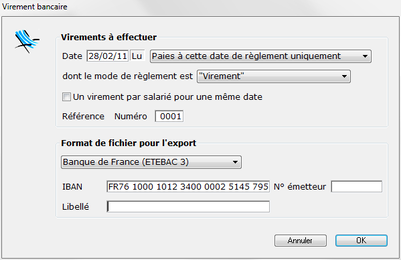 Virement bancaire
Virements à effectuer
Date 28/02/11 Lu Paies à cette date de règlement uniquement
dont le mode de règlement est "Virement"
Un virement par salarié pour une même date
Référence Numéro 0001
Format de fichier pour l'export
Banque de France (ETEBAC 3)
IBAN FR76 1000 1012 3400 0002 5145 795 N° émetteur
Libellé
Annuler OK